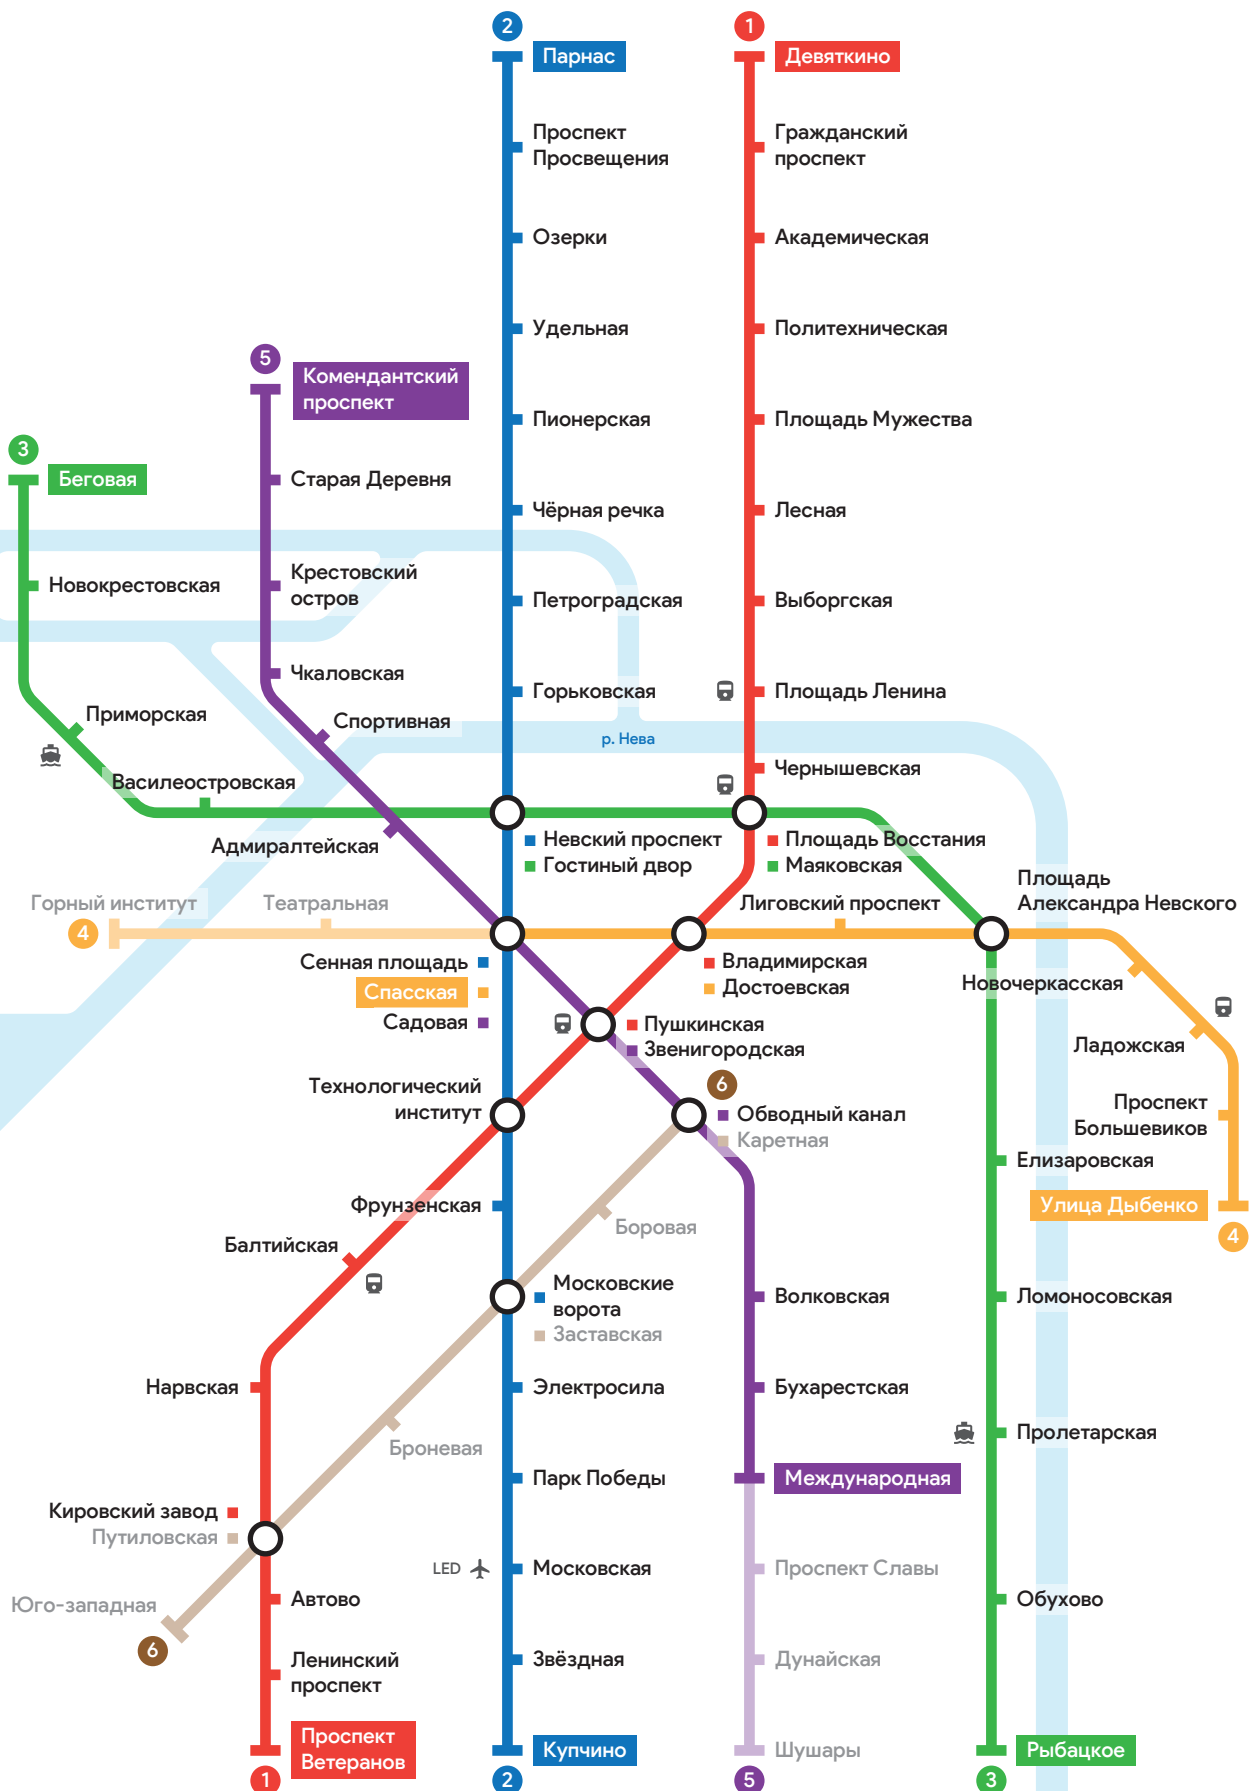 2
1
Парнас
Девяткино
Проспект
Просвещения
Гражданский
проспект
Озерки
Академическая
Удельная
Политехническая
5
Комендантский
проспект
Пионерская
Площадь Мужества
3
Беговая
Старая Деревня
Чёрная речка
Лесная
Новокрестовская
Крестовский
остров
Петроградская
Выборгская
Чкаловская
Горьковская
Площадь Ленина
Приморская
Спортивная
р. Нева
Чернышевская
Василеостровская
Адмиралтейская
Невский проспект
Гостиный двор
Площадь Восстания
Маяковская
Площадь
Александра Невского
Горный институт
Театральная
Лиговский проспект
4
Сенная площадь
Спасская
Садовая
Владимирская
Достоевская
Новочеркасская
Пушкинская
Звенигородская
Ладожская
Технологический
институт
6
Обводный канал
Каретная
Проспект
Большевиков
Елизаровская
Фрунзенская
Боровая
Улица Дыбенко
4
Балтийская
Московские
ворота
Заставская
Волковская
Ломоносовская
Нарвская
Электросила
Бухарестская
Броневая
Пролетарская
Парк Победы
Международная
Кировский завод
Путиловская
LED
Московская
Проспект Славы
Юго-западная
6
Автово
Обухово
Ленинский
проспект
Звёздная
Дунайская
Проспект
Ветеранов
Купчино
Шушары
Рыбацкое
1
2
5
3